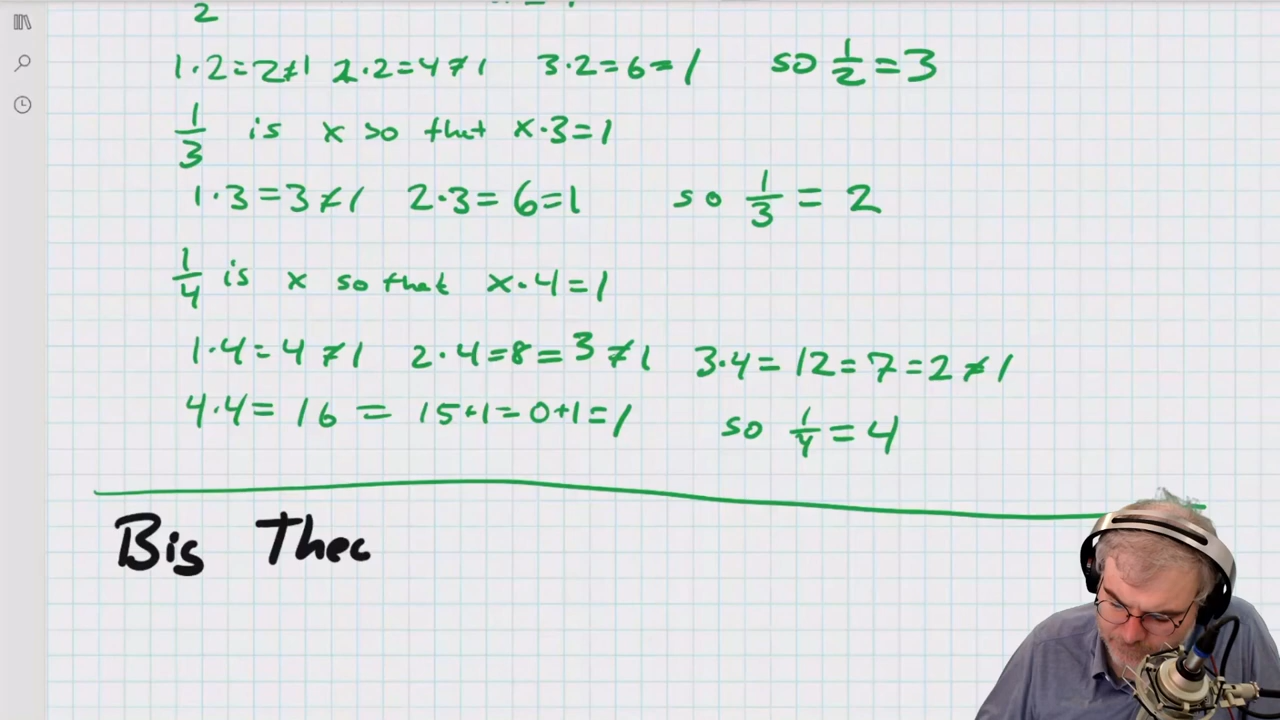 2
1·2=2≠1 2·2=4≠1 3·2=6=1 so 1/2=3
1/3 is x so that x·3=1
1·3=3≠1 2·3=6=1 so 1/3=2
1/4 is x so that x·4=1
1·4=4≠1 2·4=8=3≠1 3·4=12=7=2≠1
4·4=16=15+1=0+1=1 so 1/4=4
Big Theo